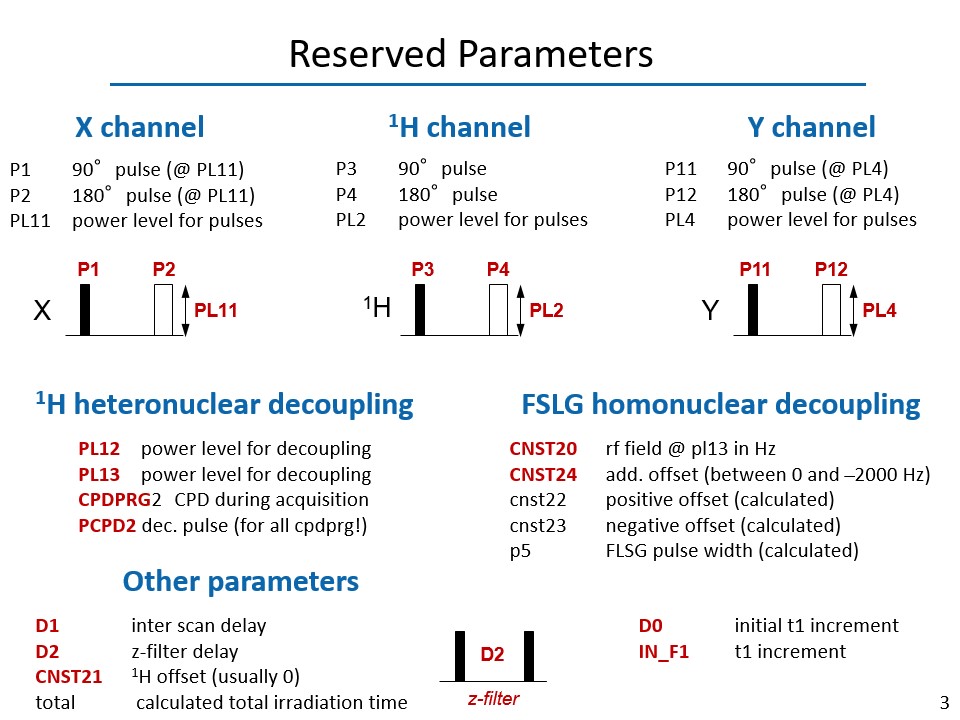 Reserved Parameters
X channel
P1 90° pulse (@ PL11)
P2 180° pulse (@ PL11)
PL11 power level for pulses
P1 P2
X PL11
¹H channel
P3 90° pulse
P4 180° pulse
PL2 power level for pulses
P3 P4
¹H PL2
Y channel
P11 90° pulse (@ PL4)
P12 180° pulse (@ PL4)
PL4 power level for pulses
P11 P12
Y PL4
¹H heteronuclear decoupling
PL12 power level for decoupling
PL13 power level for decoupling
CPDPRG2 CPD during acquisition
PCPD2 dec. pulse (for all cpdprg!)
FSLG homonuclear decoupling
CNST20 rf field @ pl13 in Hz
CNST24 add. offset (between 0 and –2000 Hz)
cnst22 positive offset (calculated)
cnst23 negative offset (calculated)
p5 FLSG pulse width (calculated)
Other parameters
D1 inter scan delay
D2 z-filter delay
CNST21 ¹H offset (usually 0)
total calculated total irradiation time
D2
z-filter
D0 initial t1 increment
IN_F1 t1 increment
3